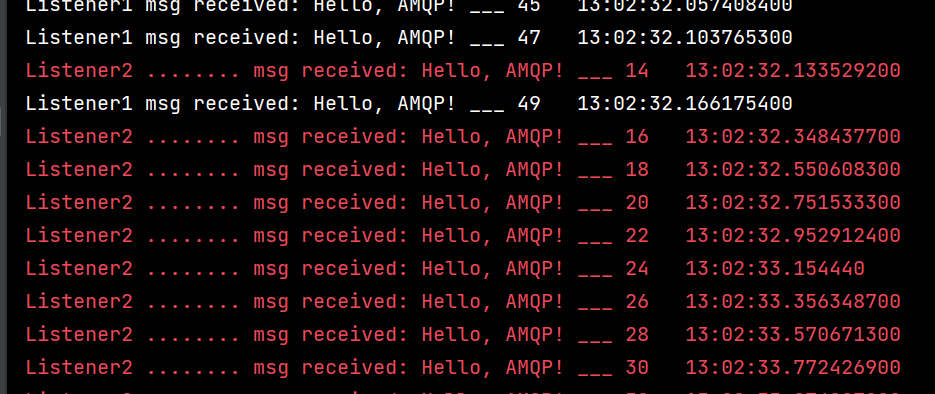 Listener1 msg received: Hello, AMQP! ___ 45   13:02:32.057408400
Listener1 msg received: Hello, AMQP! ___ 47   13:02:32.103765300
Listener2 ........ msg received: Hello, AMQP! ___ 14   13:02:32.133529200
Listener1 msg received: Hello, AMQP! ___ 49   13:02:32.166175400
Listener2 ........ msg received: Hello, AMQP! ___ 16   13:02:32.348437700
Listener2 ........ msg received: Hello, AMQP! ___ 18   13:02:32.550608300
Listener2 ........ msg received: Hello, AMQP! ___ 20   13:02:32.751533300
Listener2 ........ msg received: Hello, AMQP! ___ 22   13:02:32.952912400
Listener2 ........ msg received: Hello, AMQP! ___ 24   13:02:33.154440
Listener2 ........ msg received: Hello, AMQP! ___ 26   13:02:33.356348700
Listener2 ........ msg received: Hello, AMQP! ___ 28   13:02:33.570671300
Listener2 ........ msg received: Hello, AMQP! ___ 30   13:02:33.772426900